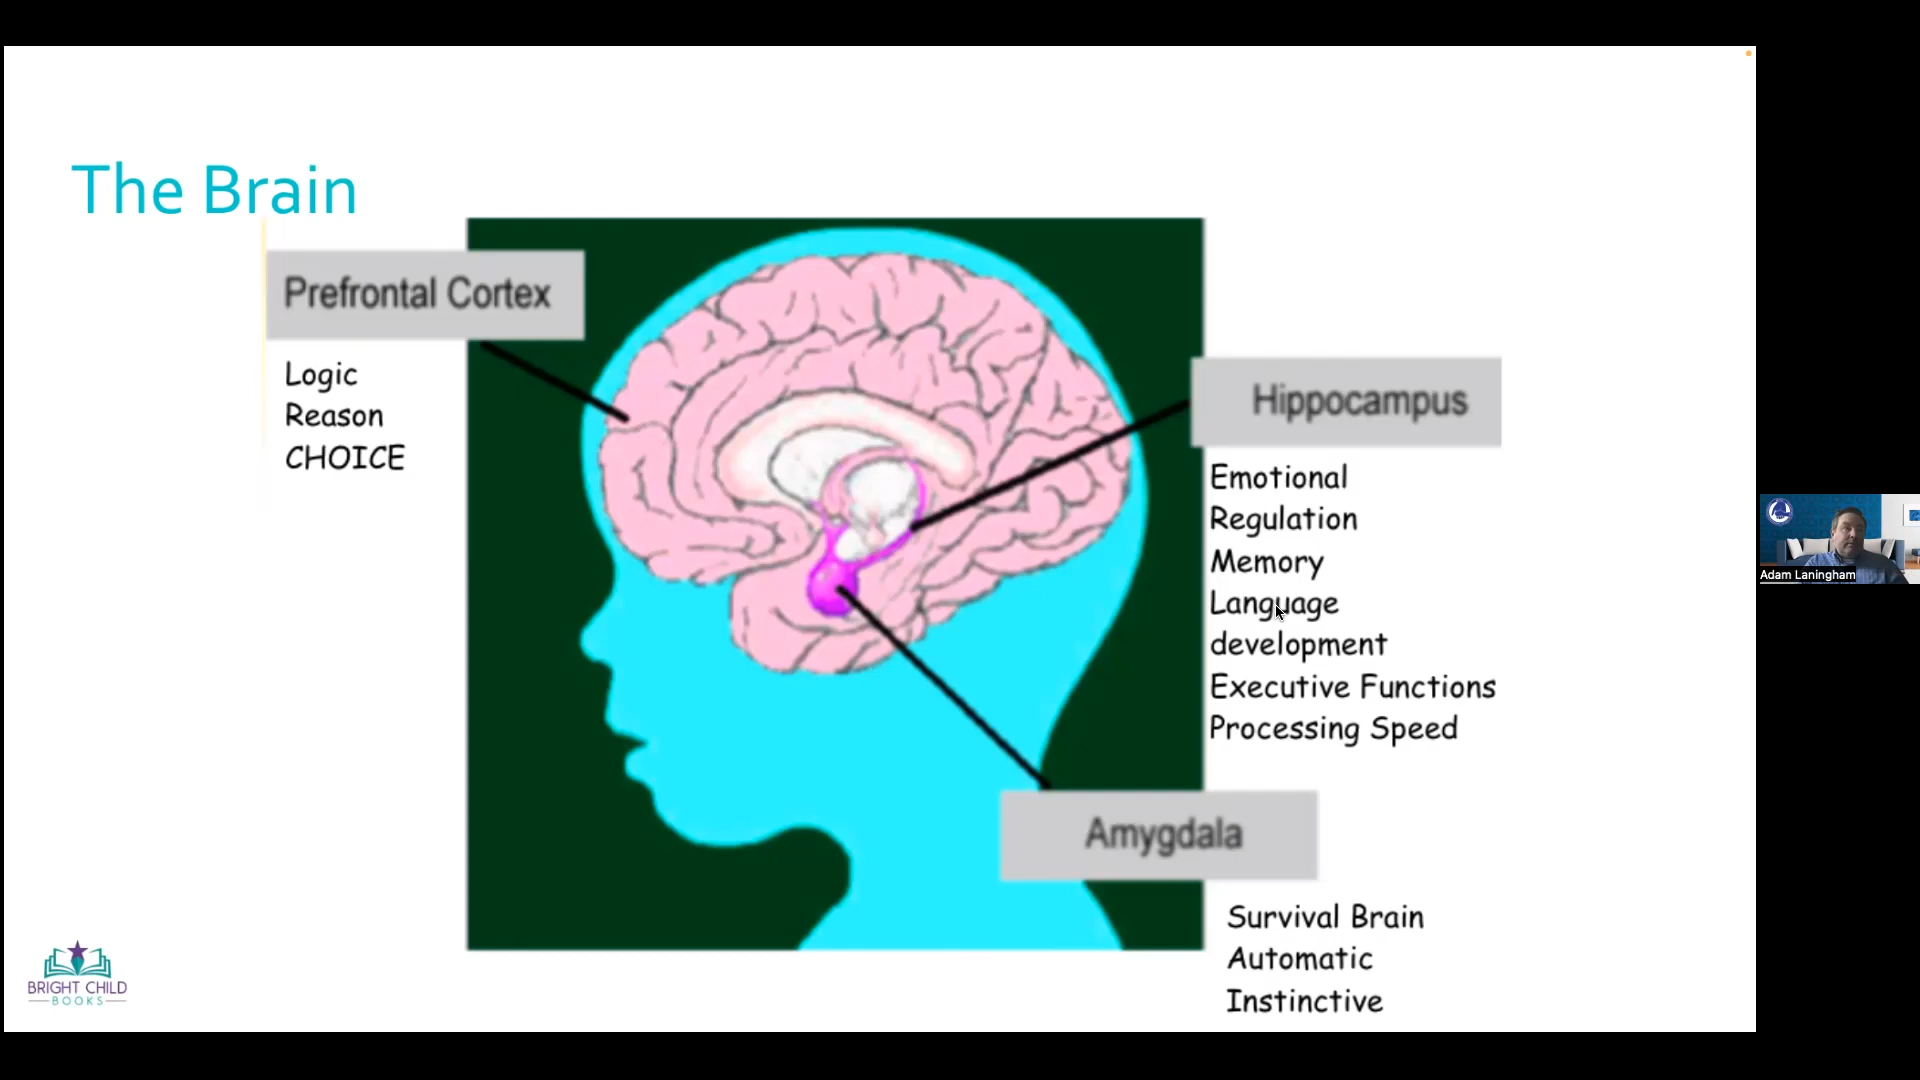 The Brain
Prefrontal Cortex
Logic
Reason
CHOICE
Hippocampus
Emotional
Regulation
Memory
Language
development
Executive Functions
Processing Speed
Amygdala
Survival Brain
Automatic
Instinctive
BRIGHT CHILD
BOOKS
Adam Laningham